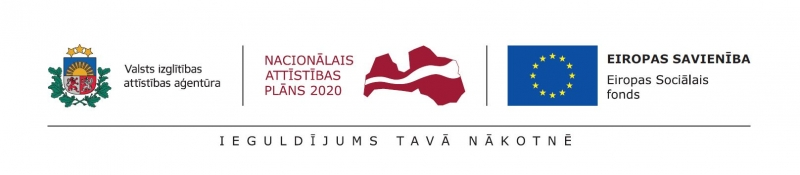 Valsts izglītības
attīstības aģentūra
NACIONĀLAIS
ATTĪSTĪBAS
PLĀNS 2020
EIROPAS SAVIENĪBA
Eiropas Sociālais
fonds
IEGULDĪJUMS TAVĀ NĀKOTNĒ